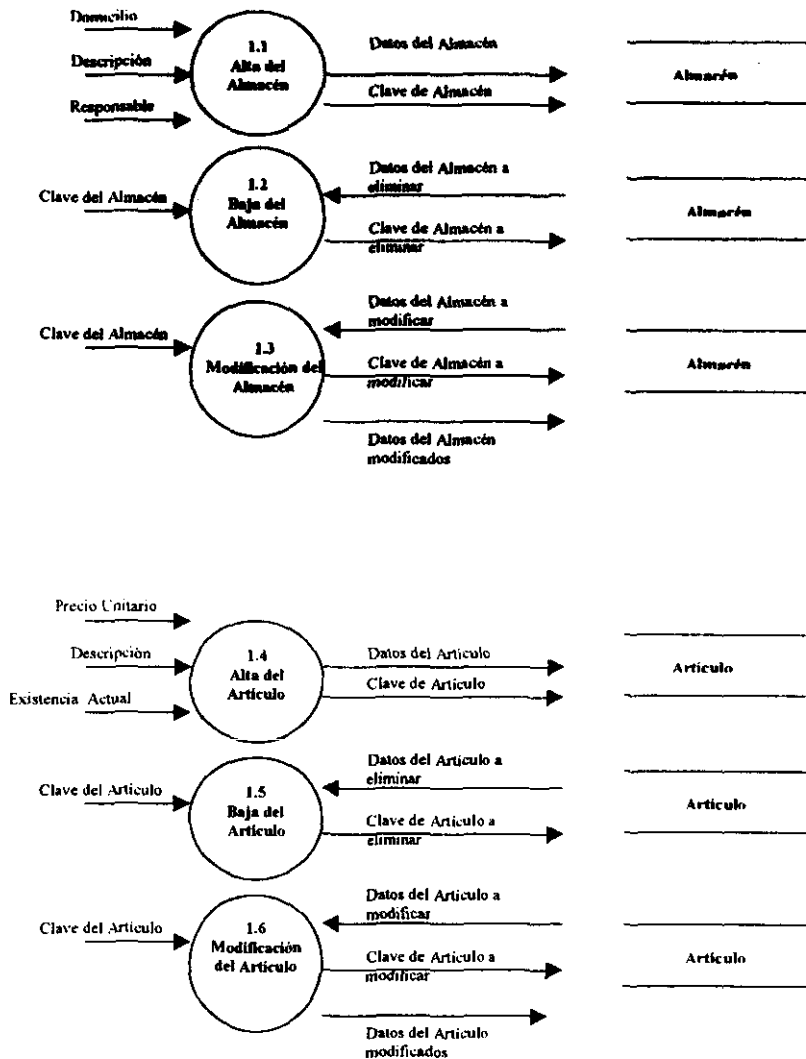 Domicilio
1.1
Alta del
Almacén
Datos del Almacén
Descripción
Almacén
Clave de Almacén
Responsable
Clave del Almacén
1.2
Baja del
Almacén
Datos del Almacén a
eliminar
Clave de Almacén a
eliminar
Almacén
Clave del Almacén
1.3
Modificación del
Almacén
Datos del Almacén a
modificar
Clave de Almacén a
modificar
Datos del Almacén
modificados
Almacén
Precio Unitario
Descripción
Existencia Actual
1.4
Alta del
Artículo
Datos del Artículo
Clave de Artículo
Artículo
Clave del Artículo
1.5
Baja del
Artículo
Datos del Artículo a
eliminar
Clave de Artículo a
eliminar
Artículo
Clave del Artículo
1.6
Modificación
del Artículo
Datos del Artículo a
modificar
Clave de Artículo a
modificar
Datos del Artículo
modificados
Artículo